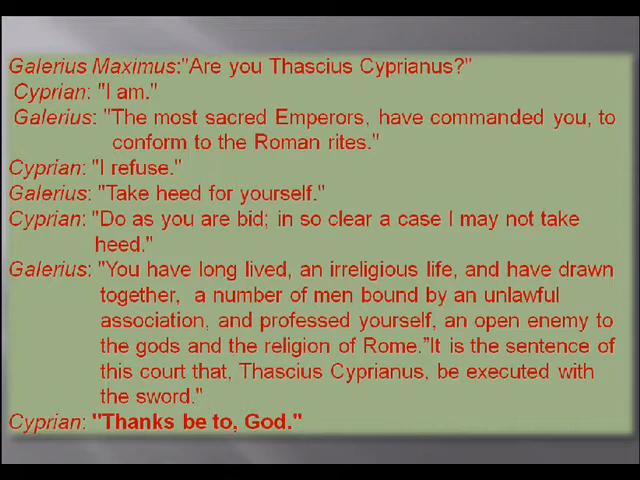 Galerius Maximus:"Are you Thascius Cyprianus?"
Cyprian: "I am."
Galerius: "The most sacred Emperors, have commanded you, to
conform to the Roman rites."
Cyprian: "I refuse."
Galerius: "Take heed for yourself."
Cyprian: "Do as you are bid; in so clear a case I may not take
heed."
Galerius: "You have long lived, an irreligious life, and have drawn
together, a number of men bound by an unlawful
association, and professed yourself, an open enemy to
the gods and the religion of Rome.”It is the sentence of
this court that, Thascius Cyprianus, be executed with
the sword."
Cyprian: "Thanks be to, God."